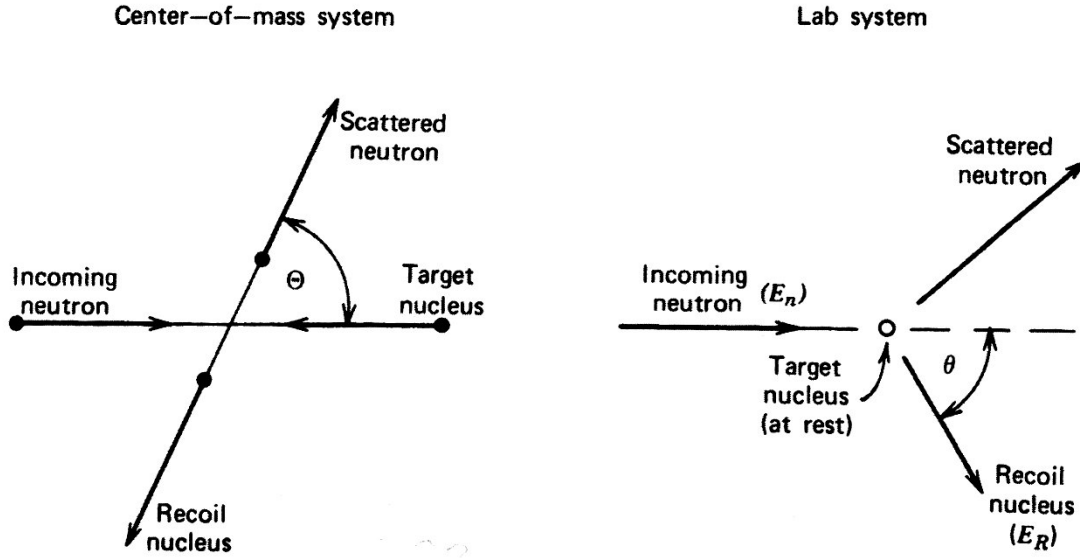 Center—of—mass system
Scattered
neutron
Θ
Incoming
neutron
Target
nucleus
Recoil
nucleus
Lab system
Scattered
neutron
Incoming
neutron (E_n)
Target
nucleus
(at rest)
θ
Recoil
nucleus
(E_R)